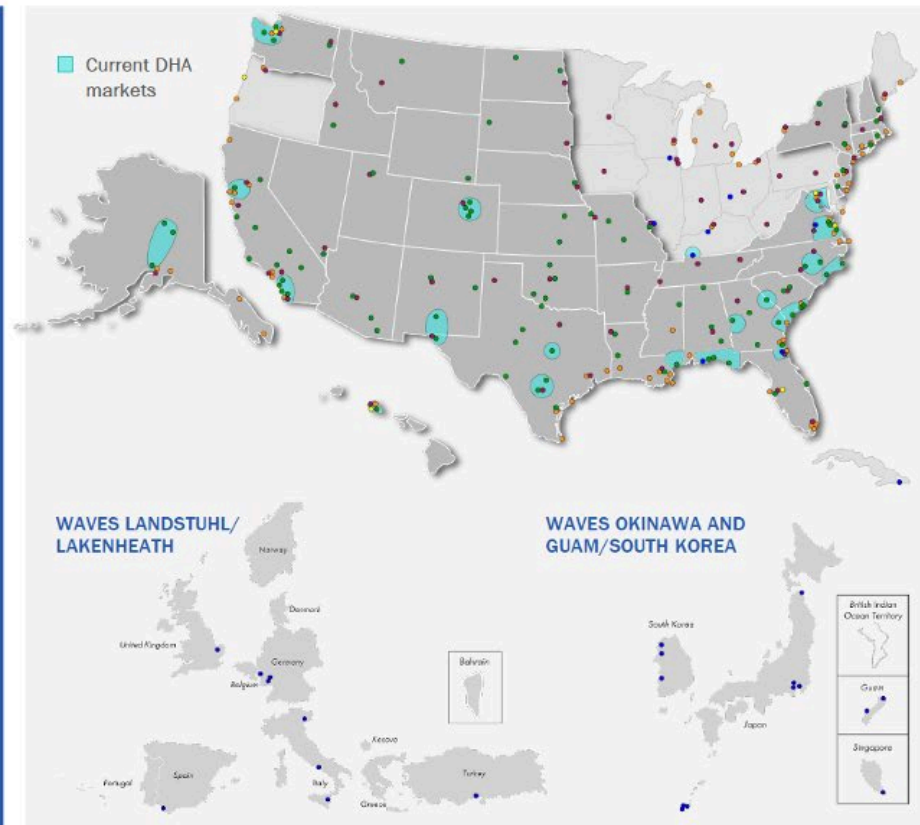 Current DHA
markets
WAVES LANDSTUHL/
LAKENHEATH
WAVES OKINAWA AND
GUAM/SOUTH KOREA
Norway
Denmark
United Kingdom
Germany
Belgium
Bahrain
Kosovo
Portugal
Spain
Italy
Greece
Turkey
South Korea
Japan
British Indian
Ocean Territory
Guam
Singapore